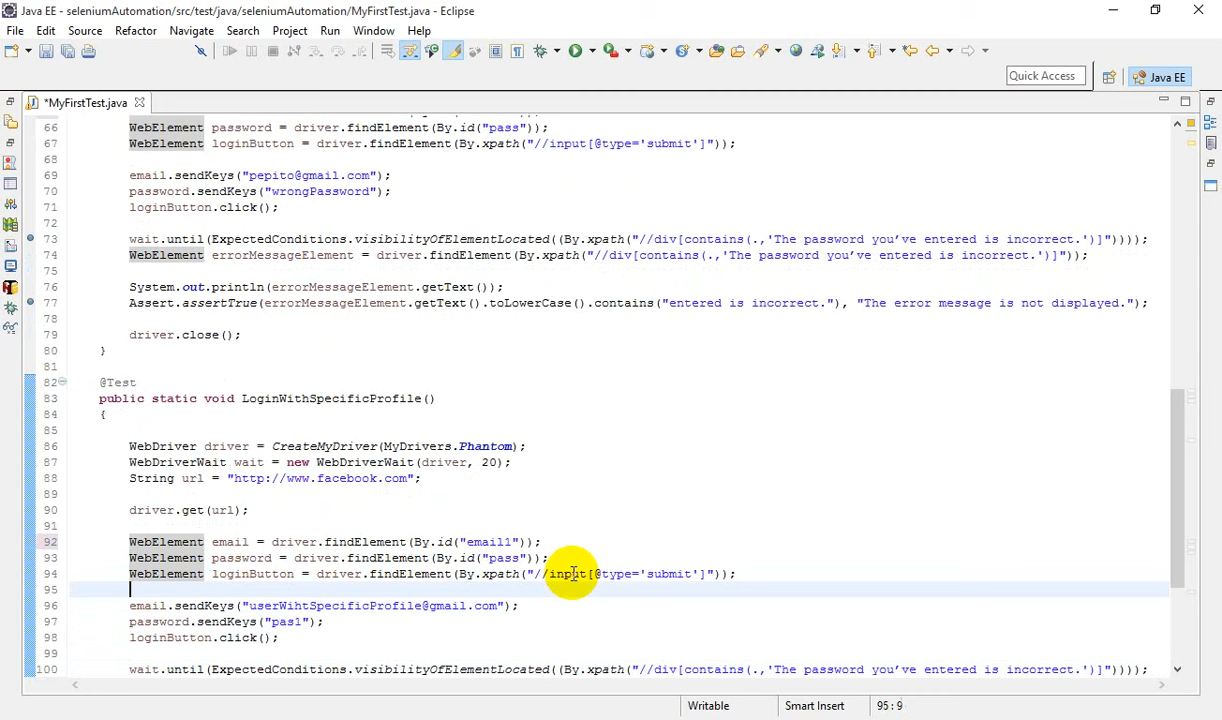 Java EE - seleniumAutomation/src/test/java/seleniumAutomation/MyFirstTest.java - Eclipse
File Edit Source Refactor Navigate Search Project Run Window Help
Quick Access Java EE
*MyFirstTest.java
66 WebElement password = driver.findElement(By.id("pass"));
67 WebElement loginButton = driver.findElement(By.xpath("//input[@type='submit']"));
68
69 email.sendKeys("pepito@gmail.com");
70 password.sendKeys("wrongPassword");
71 loginButton.click();
72
73 wait.until(ExpectedConditions.visibilityOfElementLocated((By.xpath("//div[contains(.,'The password you’ve entered is incorrect.')]"))));
74 WebElement errorMessageElement = driver.findElement(By.xpath("//div[contains(.,'The password you’ve entered is incorrect.')]"));
75
76 System.out.println(errorMessageElement.getText());
77 Assert.assertTrue(errorMessageElement.getText().toLowerCase().contains("entered is incorrect."), "The error message is not displayed.");
78
79 driver.close();
80 }
81
82 @Test
83 public static void LoginWithSpecificProfile()
84 {
85
86 WebDriver driver = CreateMyDriver(MyDrivers.Phantom);
87 WebDriverWait wait = new WebDriverWait(driver, 20);
88 String url = "http://www.facebook.com";
89
90 driver.get(url);
91
92 WebElement email = driver.findElement(By.id("email1"));
93 WebElement password = driver.findElement(By.id("pass"));
94 WebElement loginButton = driver.findElement(By.xpath("//input[@type='submit']"));
95
96 email.sendKeys("userWihtSpecificProfile@gmail.com");
97 password.sendKeys("pas1");
98 loginButton.click();
99
100 wait.until(ExpectedConditions.visibilityOfElementLocated((By.xpath("//div[contains(.,'The password you’ve entered is incorrect.')]"))));
Writable Smart Insert 95 : 9